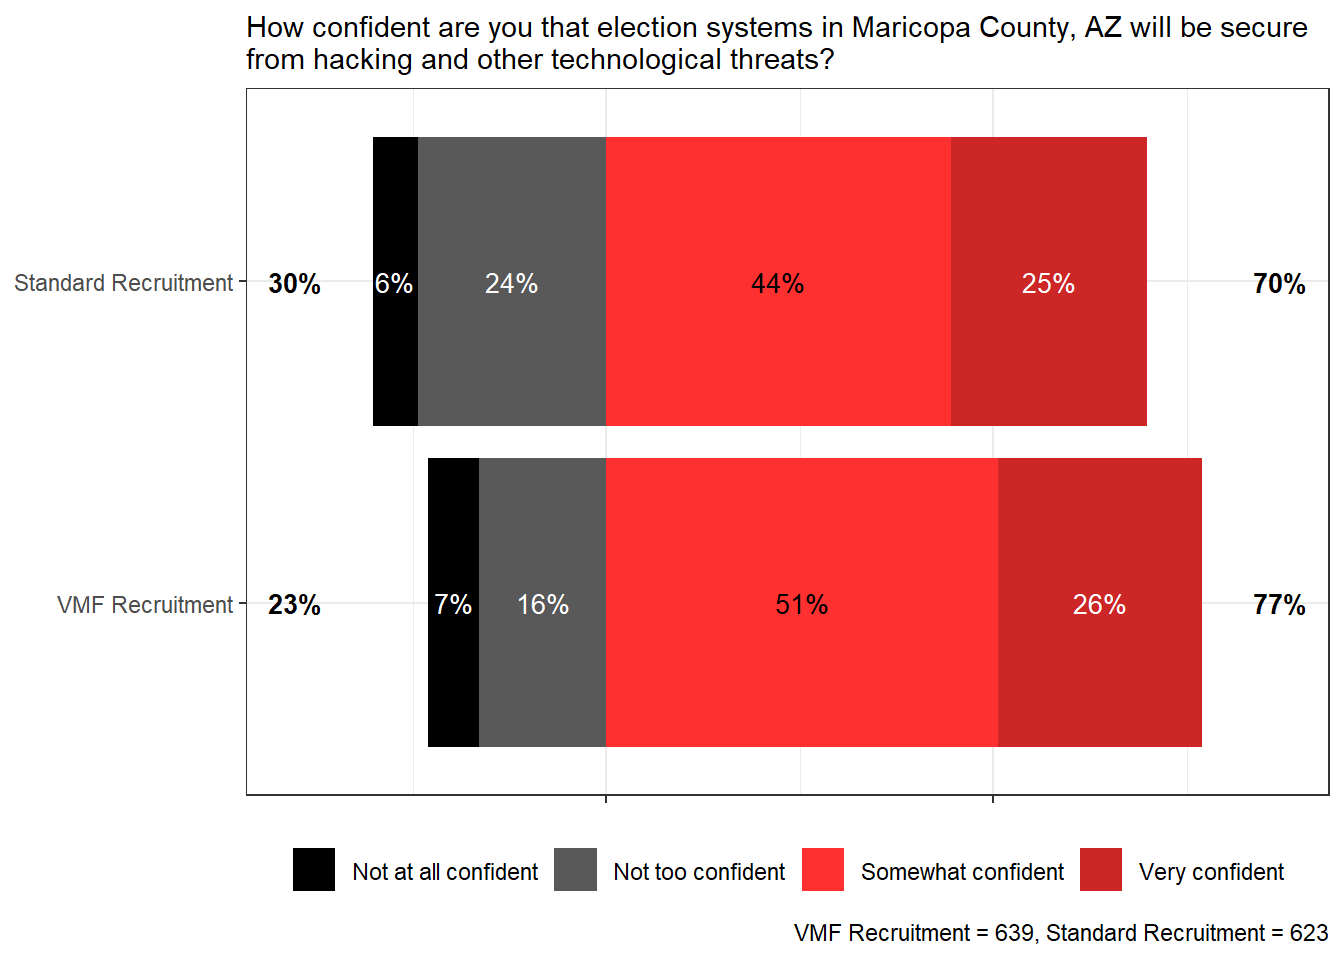 How confident are you that election systems in Maricopa County, AZ will be secure
from hacking and other technological threats?
Standard Recruitment 30% 6% 24% 44% 25% 70%
VMF Recruitment 23% 7% 16% 51% 26% 77%
Not at all confident Not too confident Somewhat confident Very confident
VMF Recruitment = 639, Standard Recruitment = 623